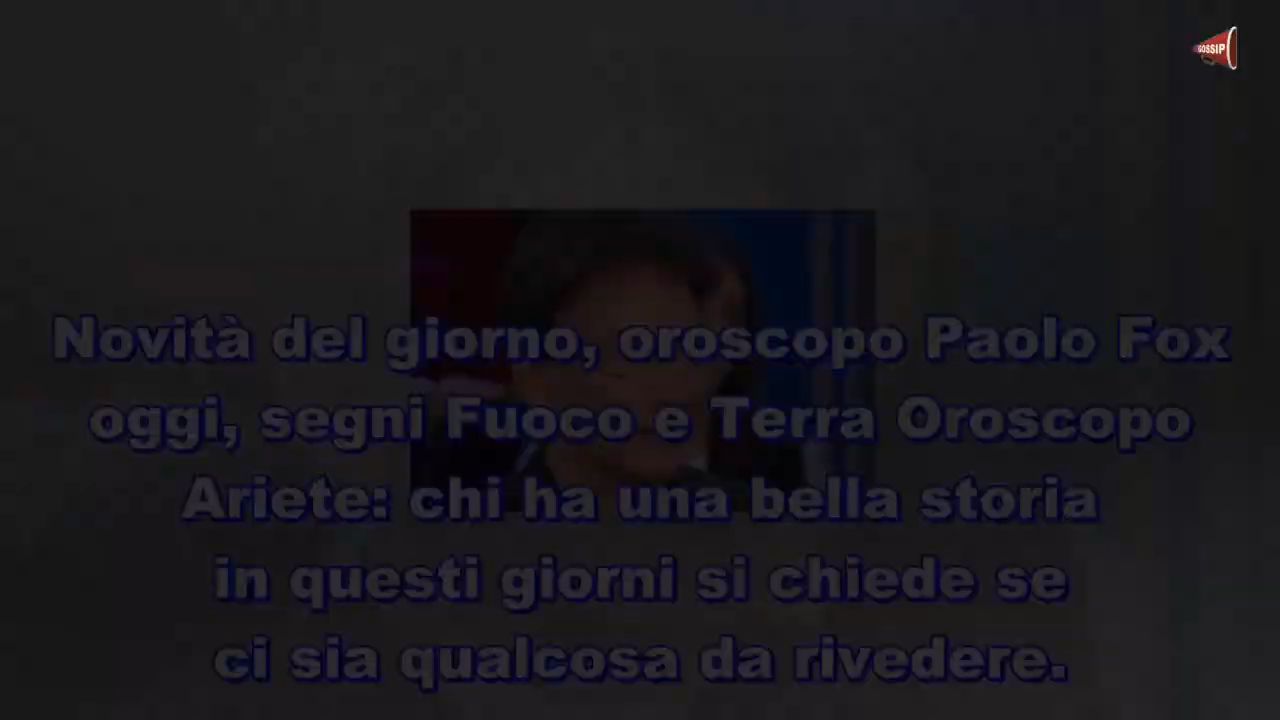 GOSSIP
Novità del giorno, oroscopo Paolo Fox
oggi, segni Fuoco e Terra Oroscopo
Ariete: chi ha una bella storia
in questi giorni si chiede se
ci sia qualcosa da rivedere.